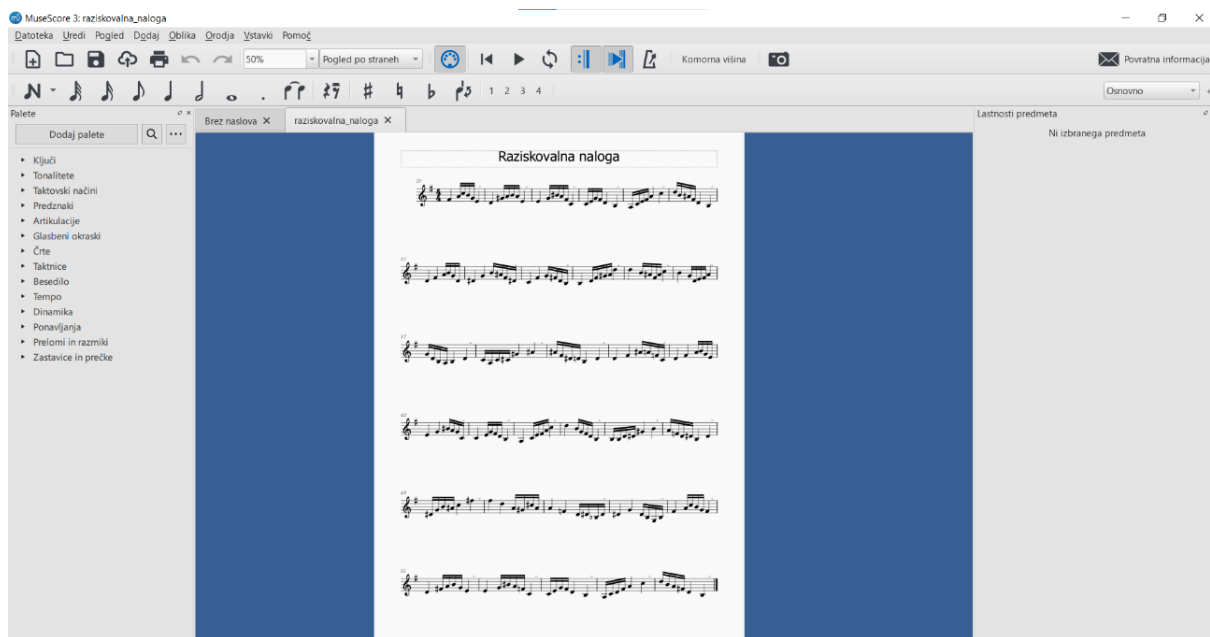 MuseScore 3: raziskovalna_naloga
Datoteka Uredi Pogled Dodaj Oblika Orodja Vstavki Pomoč
50% Pogled po straneh Komorna višina Povratna informacija
1 2 3 4 Osnovno
Palete
Dodaj palete
Ključi
Tonalitete
Taktovski načini
Predznaki
Artikulacije
Glasbeni okraski
Črte
Taktnice
Besedilo
Tempo
Dinamika
Ponavljanja
Prelomi in razmiki
Zastavice in prečke
Brez naslova raziskovalna_naloga
Raziskovalna naloga
Lastnosti predmeta
Ni izbranega predmeta